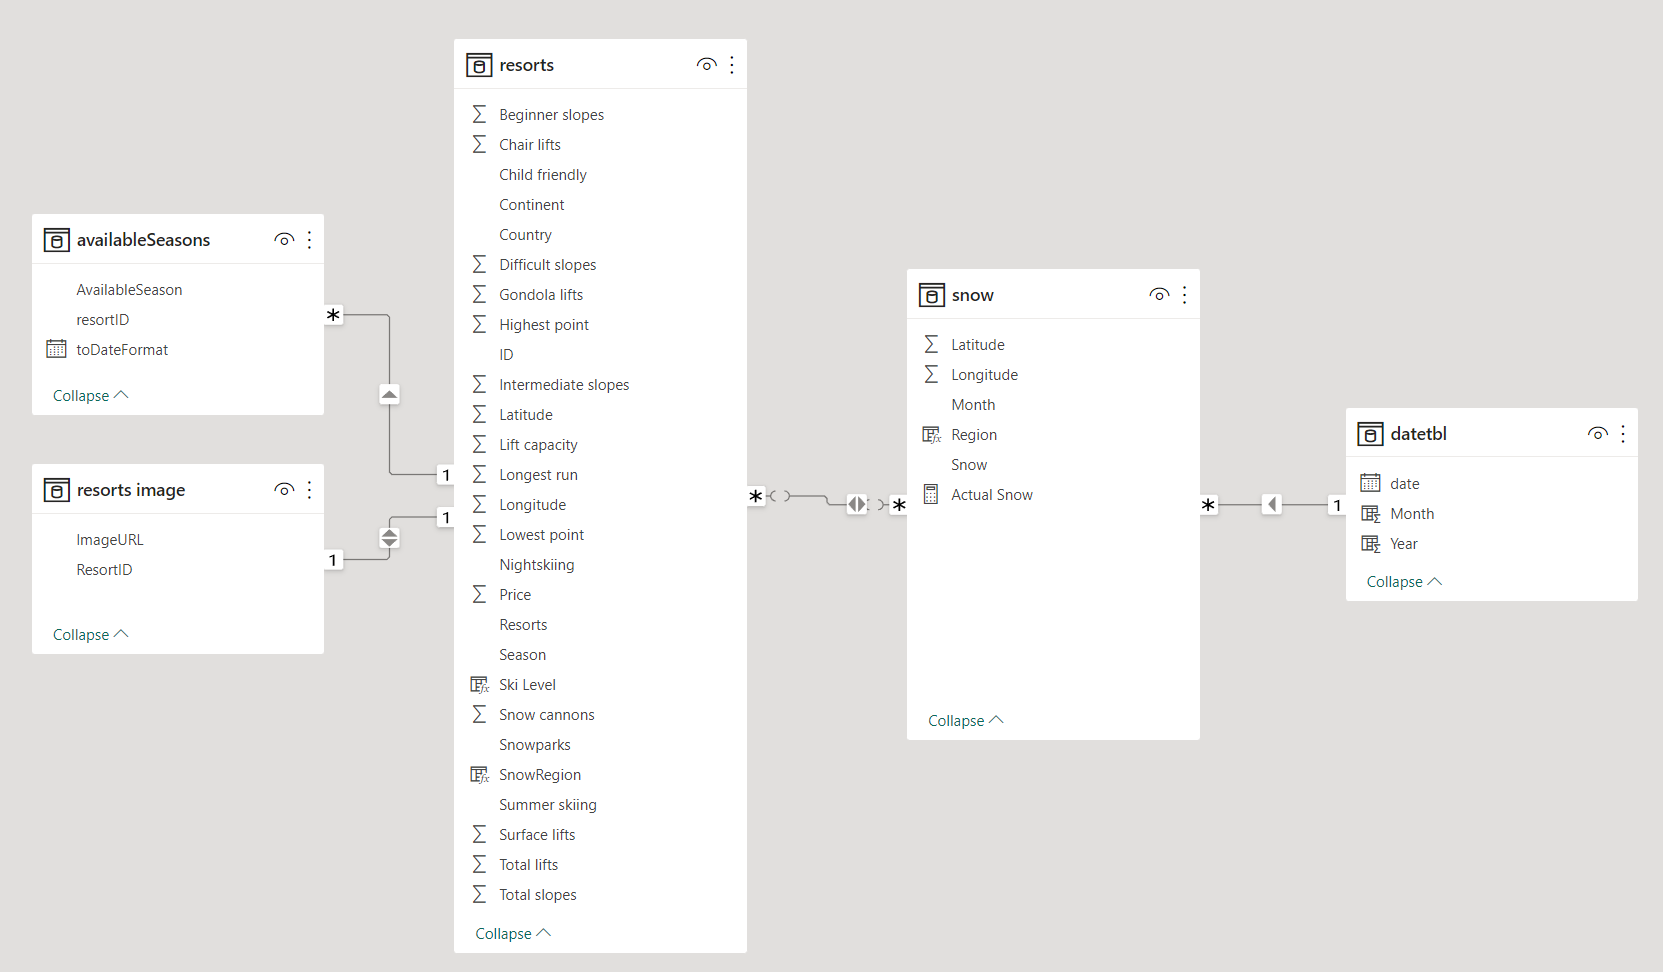 resorts
Beginner slopes
Chair lifts
Child friendly
Continent
Country
Difficult slopes
Gondola lifts
Highest point
ID
Intermediate slopes
Latitude
Lift capacity
Longest run
Longitude
Lowest point
Nightskiing
Price
Resorts
Season
Ski Level
Snow cannons
Snowparks
SnowRegion
Summer skiing
Surface lifts
Total lifts
Total slopes
Collapse
availableSeasons
AvailableSeason
resortID
toDateFormat
Collapse
resorts image
ImageURL
ResortID
Collapse
*
1
1
1
snow
Latitude
Longitude
Month
Region
Snow
Actual Snow
Collapse
*
*
*
1
datetbl
date
Month
Year
Collapse